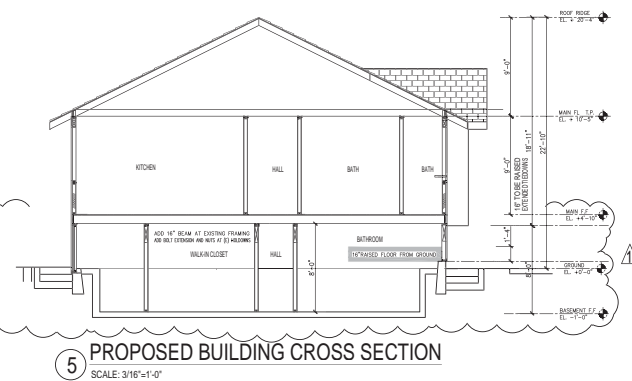 ROOF RIDGE
EL. + 20'-4"
9'-0"
MAIN FL. T.P.
EL. + 10'-5"
KITCHEN
HALL
BATH
BATH
9'-0"
16" TO BE RAISED
EXTENDED TIEDOWNS
18'-11"
22'-10"
MAIN F.F.
EL. +4'-10"
ADD 16" BEAM AT EXISTING FRAMING
ADD BOLT EXTENSION AND NUTS AT (E) HOLDOWNS
BATHROOM
WALK-IN CLOSET
HALL
16"RAISED FLOOR FROM GROUND
1'-4"
8'-0"
GROUND
EL. +0'-0"
8'-0"
1
BASEMENT F.F.
EL. -1'-0"
5
PROPOSED BUILDING CROSS SECTION
SCALE: 3/16"=1'-0"